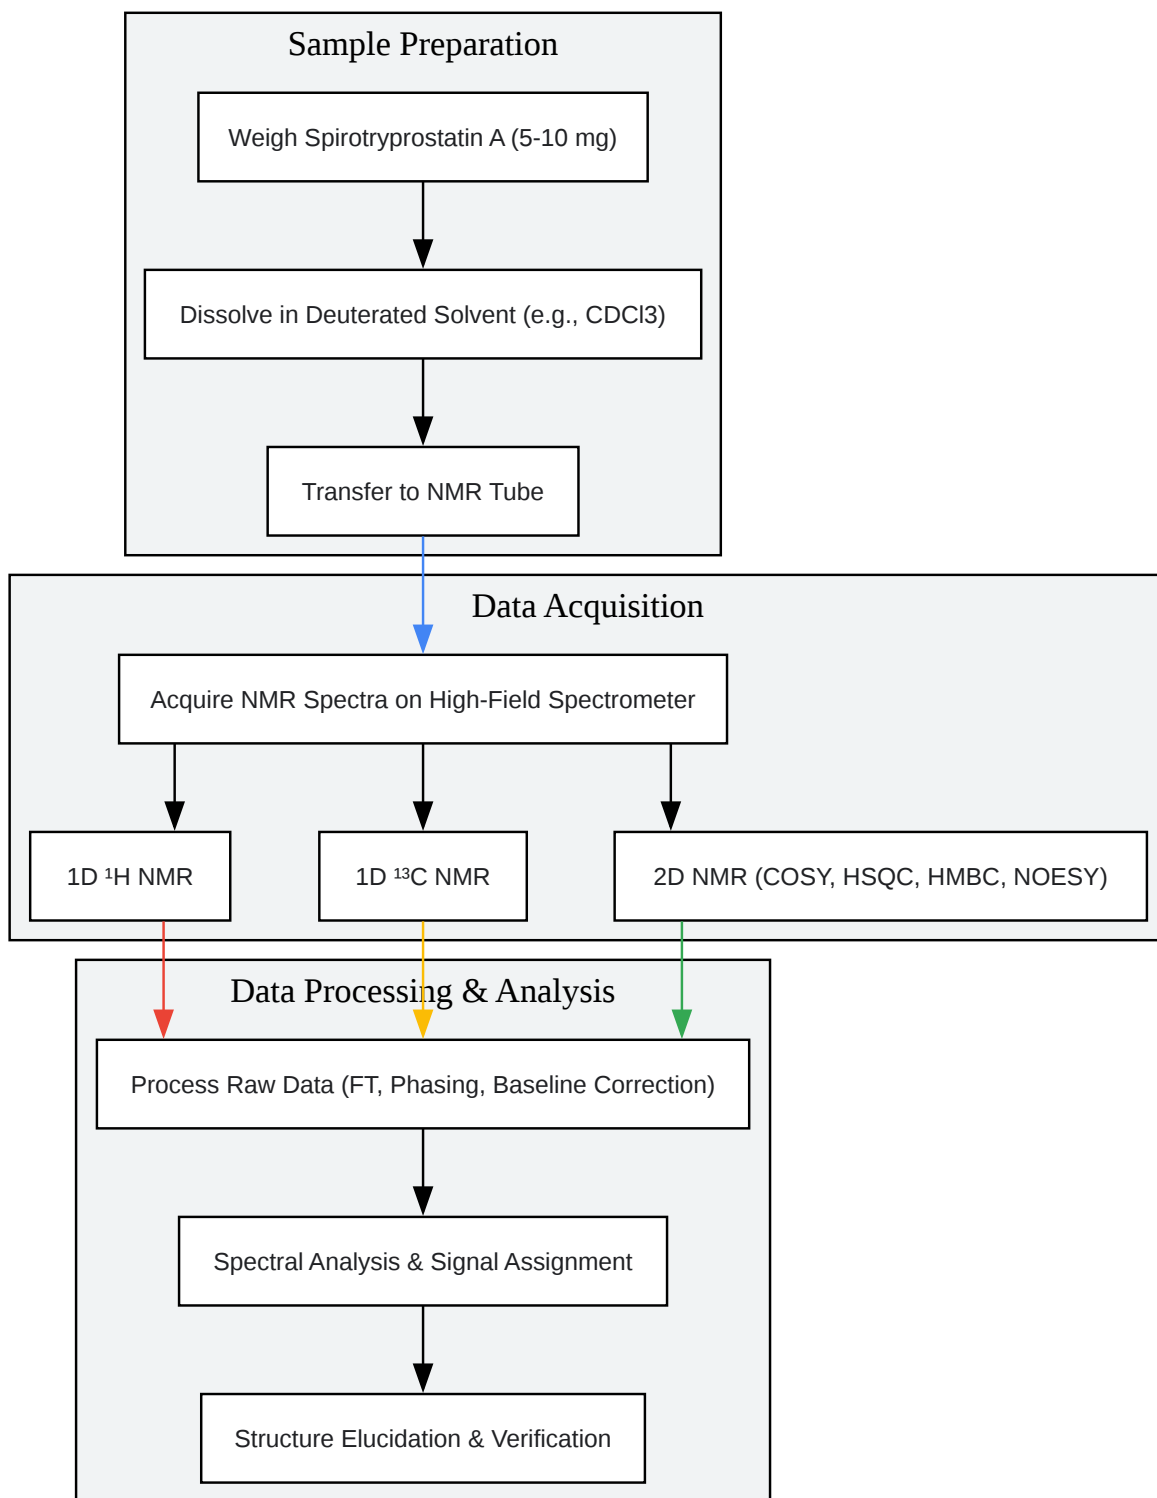 Sample Preparation
Weigh Spirotryprostatin A (5-10 mg)
Dissolve in Deuterated Solvent (e.g., CDCl3)
Transfer to NMR Tube
Data Acquisition
Acquire NMR Spectra on High-Field Spectrometer
1D ¹H NMR
1D ¹³C NMR
2D NMR (COSY, HSQC, HMBC, NOESY)
Data Processing & Analysis
Process Raw Data (FT, Phasing, Baseline Correction)
Spectral Analysis & Signal Assignment
Structure Elucidation & Verification